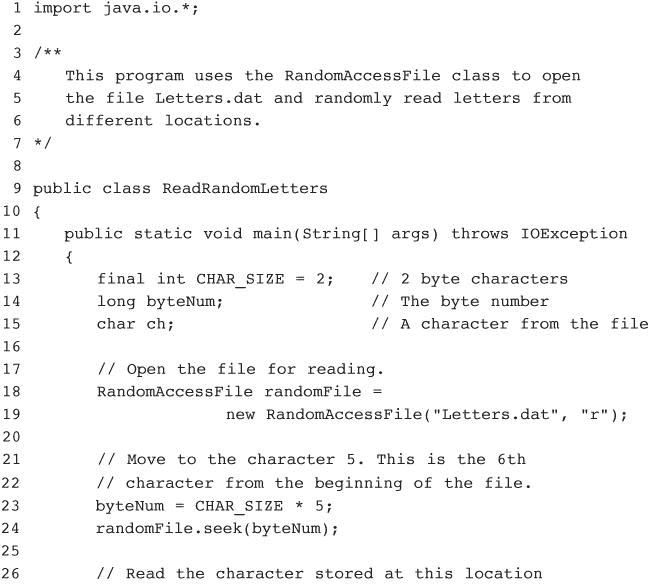 1 import java.io.*;
2
3 /**
4    This program uses the RandomAccessFile class to open
5    the file Letters.dat and randomly read letters from
6    different locations.
7 */
8
9 public class ReadRandomLetters
10 {
11    public static void main(String[] args) throws IOException
12    {
13       final int CHAR_SIZE = 2;    // 2 byte characters
14       long byteNum;               // The byte number
15       char ch;                    // A character from the file
16
17       // Open the file for reading.
18       RandomAccessFile randomFile =
19                   new RandomAccessFile("Letters.dat", "r");
20
21       // Move to the character 5. This is the 6th
22       // character from the beginning of the file.
23       byteNum = CHAR_SIZE * 5;
24       randomFile.seek(byteNum);
25
26       // Read the character stored at this location